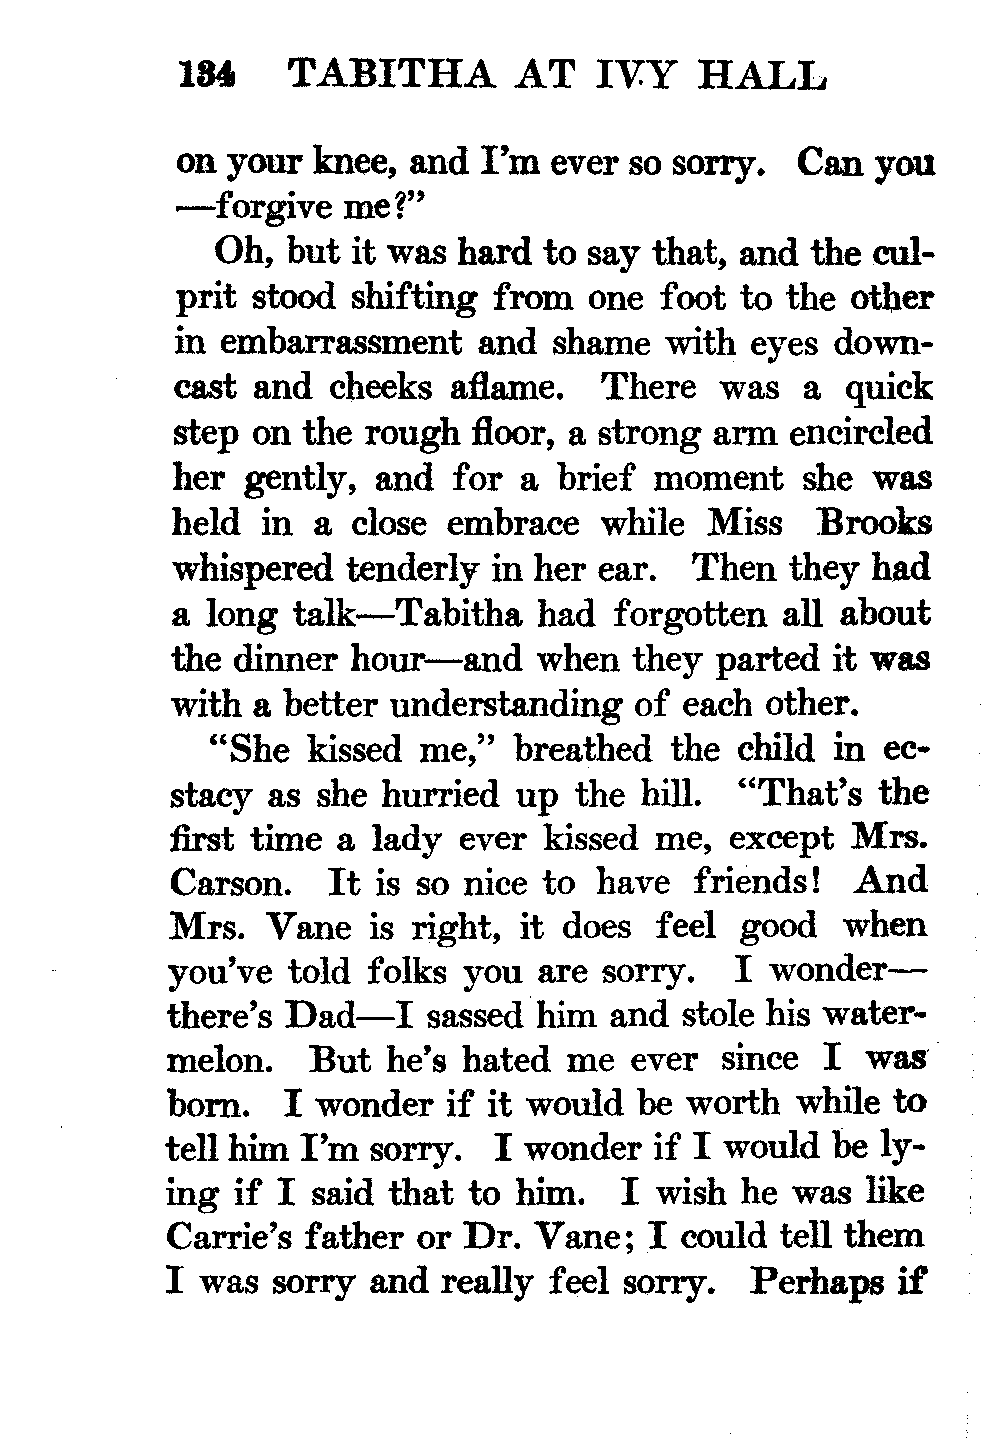 134 TABITHA AT IVY HALL
on your knee, and I'm ever so sorry. Can you
—forgive me?"
Oh, but it was hard to say that, and the cul-
prit stood shifting from one foot to the other
in embarrassment and shame with eyes down-
cast and cheeks aflame. There was a quick
step on the rough floor, a strong arm encircled
her gently, and for a brief moment she was
held in a close embrace while Miss Brooks
whispered tenderly in her ear. Then they had
a long talk—Tabitha had forgotten all about
the dinner hour—and when they parted it was
with a better understanding of each other.
"She kissed me," breathed the child in ec-
stacy as she hurried up the hill. "That's the
first time a lady ever kissed me, except Mrs.
Carson. It is so nice to have friends! And
Mrs. Vane is right, it does feel good when
you've told folks you are sorry. I wonder—
there's Dad—I sassed him and stole his water-
melon. But he's hated me ever since I was
born. I wonder if it would be worth while to
tell him I'm sorry. I wonder if I would be ly-
ing if I said that to him. I wish he was like
Carrie's father or Dr. Vane; I could tell them
I was sorry and really feel sorry. Perhaps if